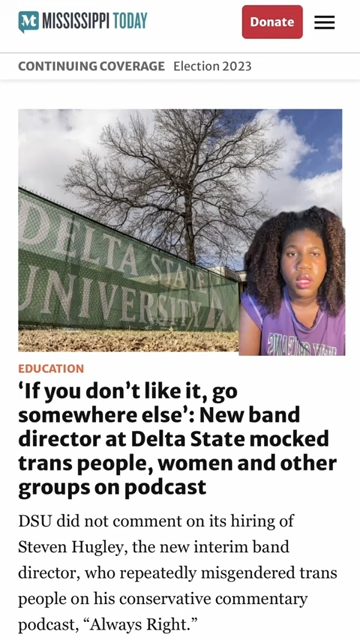 Mt MISSISSIPPI TODAY
Donate
CONTINUING COVERAGE Election 2023
DELTA STATE
UNIVERSITY
EDUCATION
‘If you don’t like it, go
somewhere else’: New band
director at Delta State mocked
trans people, women and other
groups on podcast
DSU did not comment on its hiring of
Steven Hugley, the new interim band
director, who repeatedly misgendered trans
people on his conservative commentary
podcast, “Always Right.”